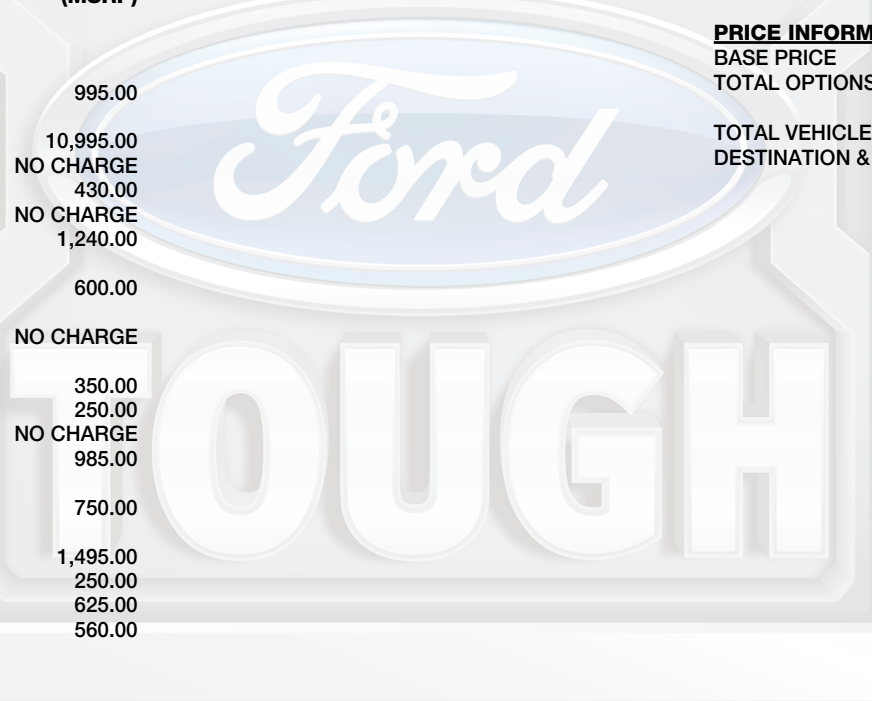 (MSRP)
995.00
10,995.00
NO CHARGE
430.00
NO CHARGE
1,240.00
600.00
NO CHARGE
350.00
250.00
NO CHARGE
985.00
750.00
1,495.00
250.00
625.00
560.00
PRICE INFORM
BASE PRICE
TOTAL OPTIONS
TOTAL VEHICLE
DESTINATION &
Ford
TOUGH